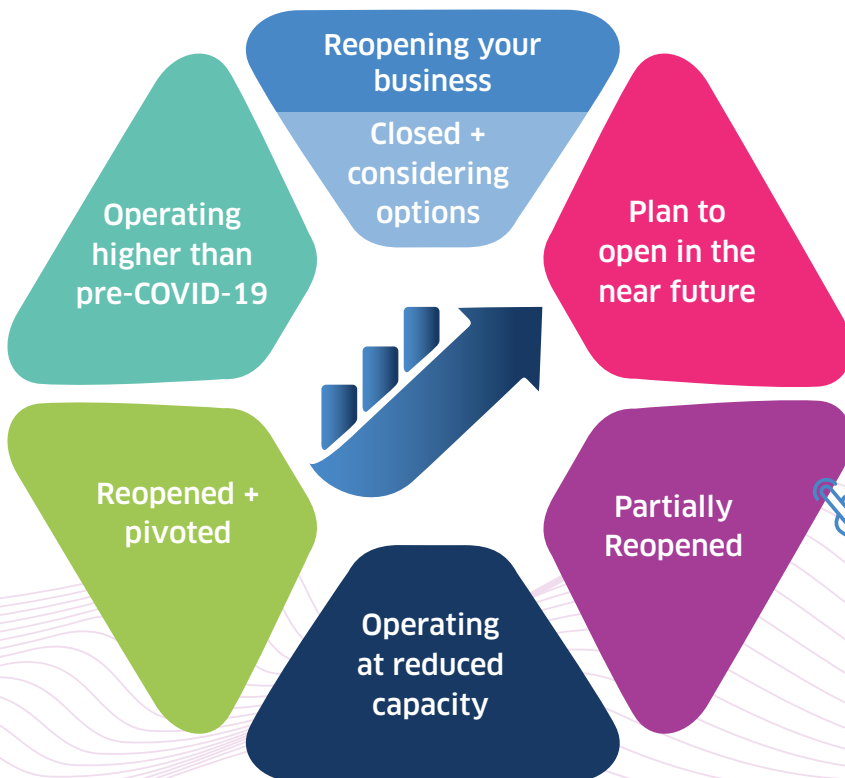 Reopening your
business
Closed +
considering
options
Plan to
open in the
near future
Partially
Reopened
Operating
at reduced
capacity
Reopened +
pivoted
Operating
higher than
pre-COVID-19